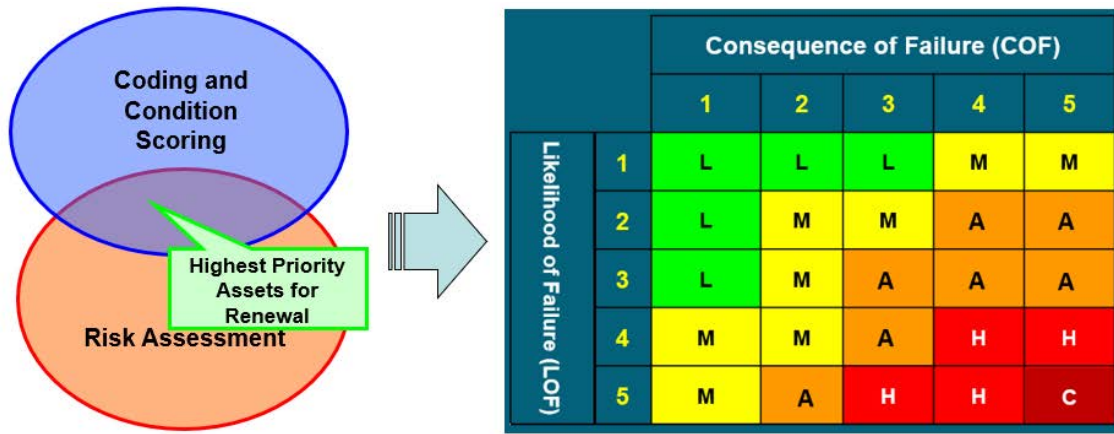 Coding and
Condition
Scoring
Highest Priority
Assets for
Renewal
Risk Assessment
Consequence of Failure (COF)
1 2 3 4 5
Likelihood of Failure (LOF)
1 L L L M M
2 L M M A A
3 L M A A A
4 M M A H H
5 M A H H C